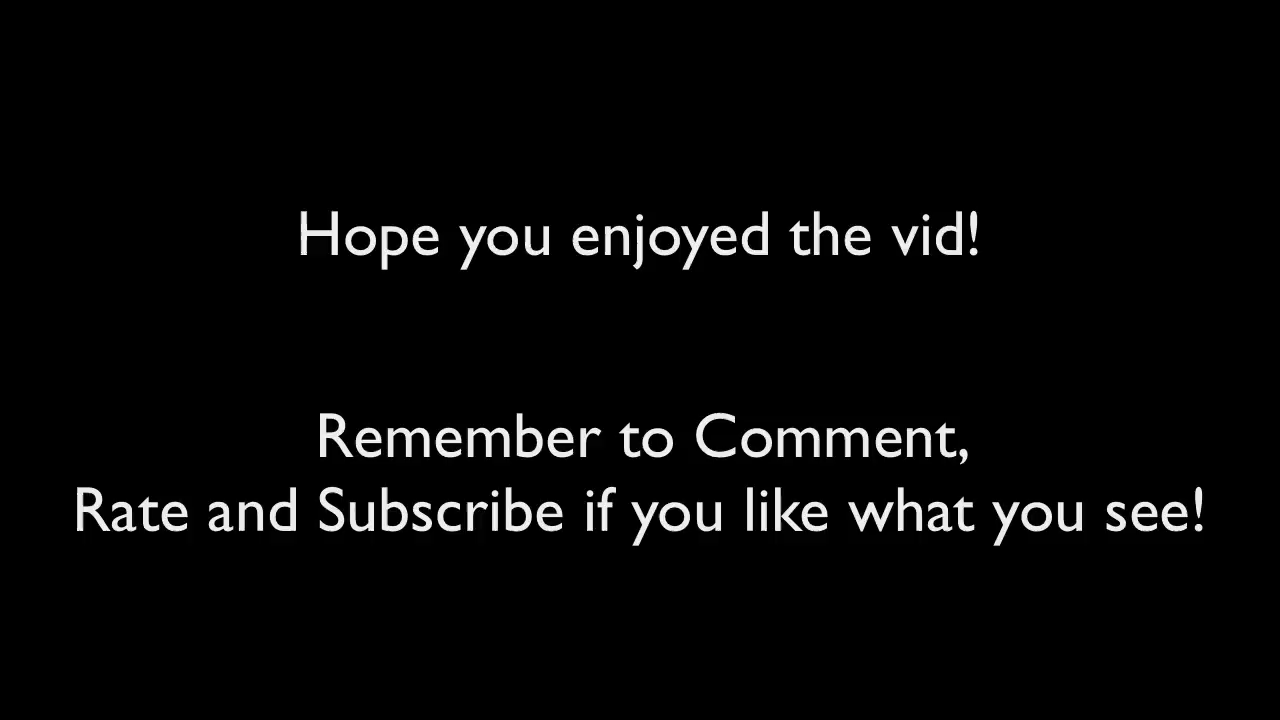 Hope you enjoyed the vid!
Remember to Comment,
Rate and Subscribe if you like what you see!